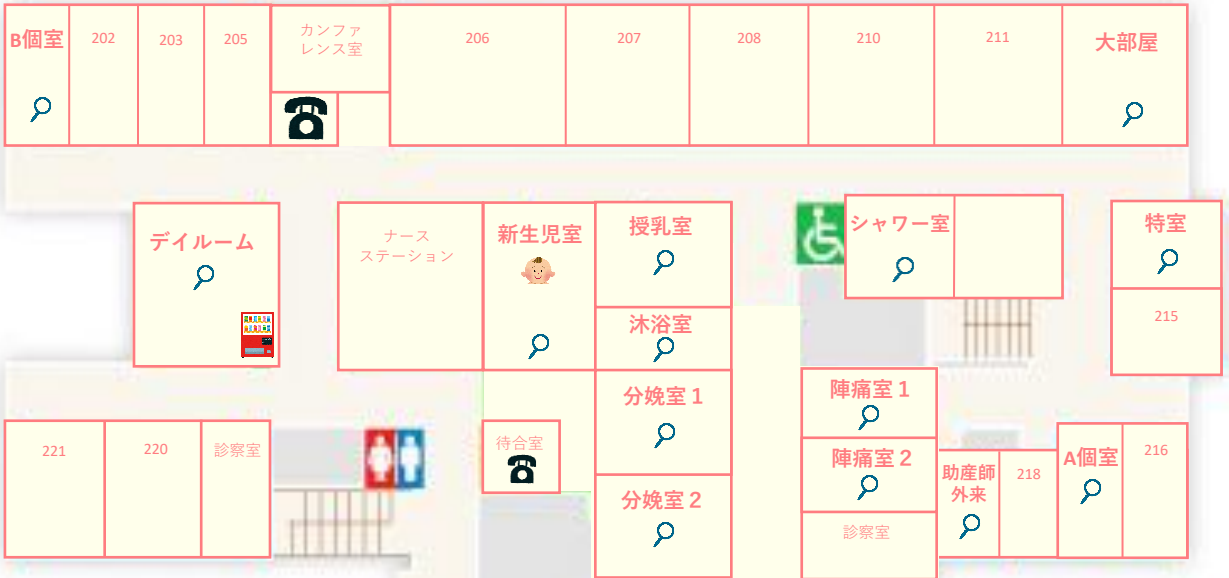 B個室
202
203
205
カンファ
レンス室
206
207
208
210
211
大部屋
デイルーム
ナース
ステーション
新生児室
授乳室
沐浴室
シャワー室
特室
215
分娩室1
分娩室2
陣痛室1
陣痛室2
診察室
221
220
診察室
待合室
助産師
外来
218
A個室
216